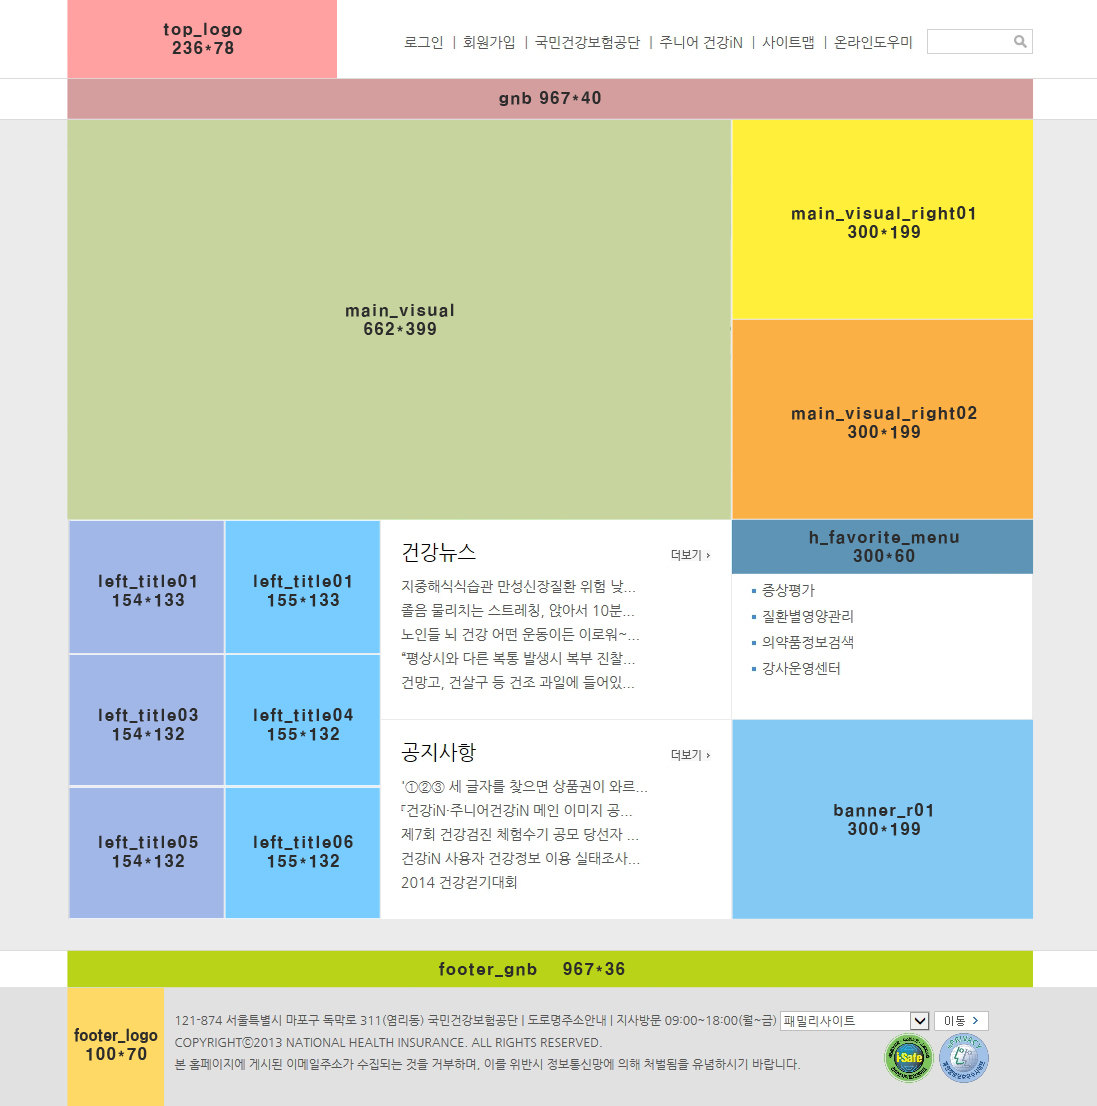 top_logo
236*78
로그인 | 회원가입 | 국민건강보험공단 | 주니어 건강iN | 사이트맵 | 온라인도우미
gnb 967*40
main_visual
662*399
main_visual_right01
300*199
main_visual_right02
300*199
left_title01
154*133
left_title01
155*133
left_title03
154*132
left_title04
155*132
left_title05
154*132
left_title06
155*132
건강뉴스
더보기 ›
지중해식식습관 만성신장질환 위험 낮...
졸음 물리치는 스트레칭, 앉아서 10분...
노인들 뇌 건강 어떤 운동이든 이로워~...
“평상시와 다른 복통 발생시 복부 진찰...
건망고, 건살구 등 건조 과일에 들어있...
공지사항
더보기 ›
'①②③ 세 글자를 찾으면 상품권이 와르...
「건강iN·주니어건강iN 메인 이미지 공...
제7회 건강검진 체험수기 공모 당선자 ...
건강iN 사용자 건강정보 이용 실태조사...
2014 건강걷기대회
h_favorite_menu
300*60
증상평가
질환별영양관리
의약품정보검색
강사운영센터
banner_r01
300*199
footer_gnb 967*36
footer_logo
100*70
121-874 서울특별시 마포구 독막로 311(염리동) 국민건강보험공단 | 도로명주소안내 | 지사방문 09:00~18:00(월~금)
패밀리사이트
이동 ›
COPYRIGHTⓒ2013 NATIONAL HEALTH INSURANCE. ALL RIGHTS RESERVED.
본 홈페이지에 게시된 이메일주소가 수집되는 것을 거부하며, 이를 위반시 정보통신망에 의해 처벌됨을 유념하시기 바랍니다.
i-Safe